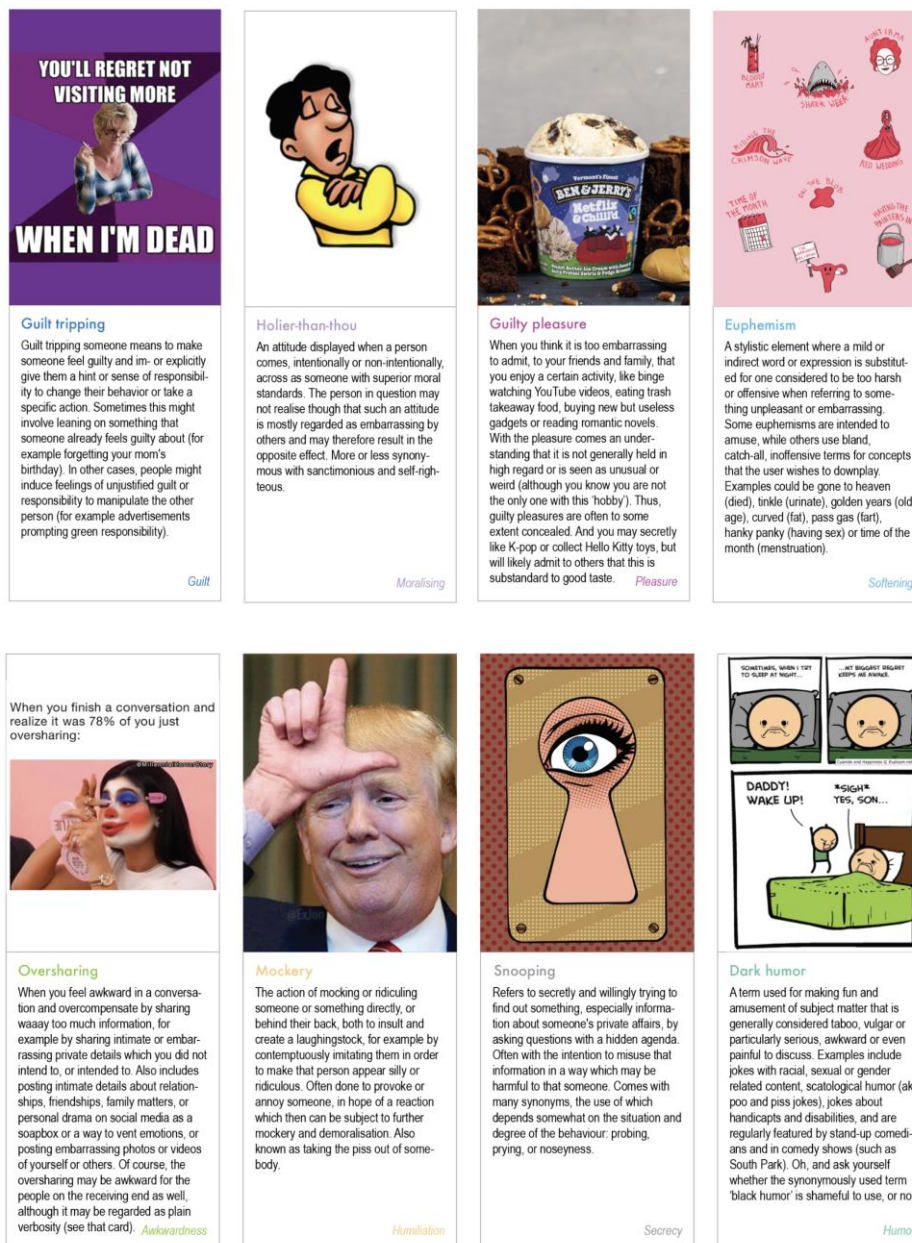 YOU'LL REGRET NOT
VISITING MORE
WHEN I'M DEAD
Guilt tripping
Guilt tripping someone means to make
someone feel guilty and im- or explicitly
give them a hint or sense of responsibil-
ity to change their behavior or take a
specific action. Sometimes this might
involve leaning on something that
someone already feels guilty about (for
example forgetting your mom's
birthday). In other cases, people might
induce feelings of unjustified guilt or
responsibility to manipulate the other
person (for example advertisements
prompting green responsibility).
Guilt
Holier-than-thou
An attitude displayed when a person
comes, intentionally or non-intentionally,
across as someone with superior moral
standards. The person in question may
not realise though that such an attitude
is mostly regarded as embarrassing by
others and may therefore result in the
opposite effect. More or less synony-
mous with sanctimonious and self-righ-
teous.
Moralising
Vermont's Finest
BEN & JERRY'S
Netflix
& Chilll'd
Guilty pleasure
When you think it is too embarrassing
to admit, to your friends and family, that
you enjoy a certain activity, like binge
watching YouTube videos, eating trash
takeaway food, buying new but useless
gadgets or reading romantic novels.
With the pleasure comes an under-
standing that it is not generally held in
high regard or is seen as unusual or
weird (although you know you are not
the only one with this 'hobby'). Thus,
guilty pleasures are often to some
extent concealed. And you may secretly
like K-pop or collect Hello Kitty toys, but
will likely admit to others that this is
substandard to good taste.
Pleasure
BLOODY
MARY
SHARK WEEK
AUNT IRMA
RIDING THE
CRIMSON WAVE
RED WEDDING
TIME OF
THE MONTH
ON THE BLOB
HAVING THE
PAINTERS IN
Euphemism
A stylistic element where a mild or
indirect word or expression is substitut-
ed for one considered to be too harsh
or offensive when referring to some-
thing unpleasant or embarrassing.
Some euphemisms are intended to
amuse, while others use bland,
catch-all, inoffensive terms for concepts
that the user wishes to downplay.
Examples could be gone to heaven
(died), tinkle (urinate), golden years (old
age), curved (fat), pass gas (fart),
hanky panky (having sex) or time of the
month (menstruation).
Softening
When you finish a conversation and
realize it was 78% of you just
oversharing:
@MillennialHorrorStory
Oversharing
When you feel awkward in a conversa-
tion and overcompensate by sharing
waaay too much information, for
example by sharing intimate or embar-
rassing private details which you did not
intend to, or intended to. Also includes
posting intimate details about relation-
ships, friendships, family matters, or
personal drama on social media as a
soapbox or a way to vent emotions, or
posting embarrassing photos or videos
of yourself or others. Of course, the
oversharing may be awkward for the
people on the receiving end as well,
although it may be regarded as plain
verbosity (see that card).
Awkwardness
Mockery
The action of mocking or ridiculing
someone or something directly, or
behind their back, both to insult and
create a laughingstock, for example by
contemptuously imitating them in order
to make that person appear silly or
ridiculous. Often done to provoke or
annoy someone, in hope of a reaction
which then can be subject to further
mockery and demoralisation. Also
known as taking the piss out of some-
body.
Humiliation
Snooping
Refers to secretly and willingly trying to
find out something, especially informa-
tion about someone's private affairs, by
asking questions with a hidden agenda.
Often with the intention to misuse that
information in a way which may be
harmful to that someone. Comes with
many synonyms, the use of which
depends somewhat on the situation and
degree of the behaviour: probing,
prying, or noseyness.
Secrecy
SOMETIMES, WHEN I TRY
TO SLEEP AT NIGHT...
...MY BIGGEST REGRET
KEEPS ME AWAKE.
DADDY!
WAKE UP!
*SIGH*
YES, SON...
Dark humor
A term used for making fun and
amusement of subject matter that is
generally considered taboo, vulgar or
particularly serious, awkward or even
painful to discuss. Examples include
jokes with racial, sexual or gender
related content, scatological humor (ak
poo and piss jokes), jokes about
handicaps and disabilities, and are
regularly featured by stand-up comedi-
ans and in comedy shows (such as
South Park). Oh, and ask yourself
whether the synonymously used term
'black humor' is shameful to use, or no
Humo